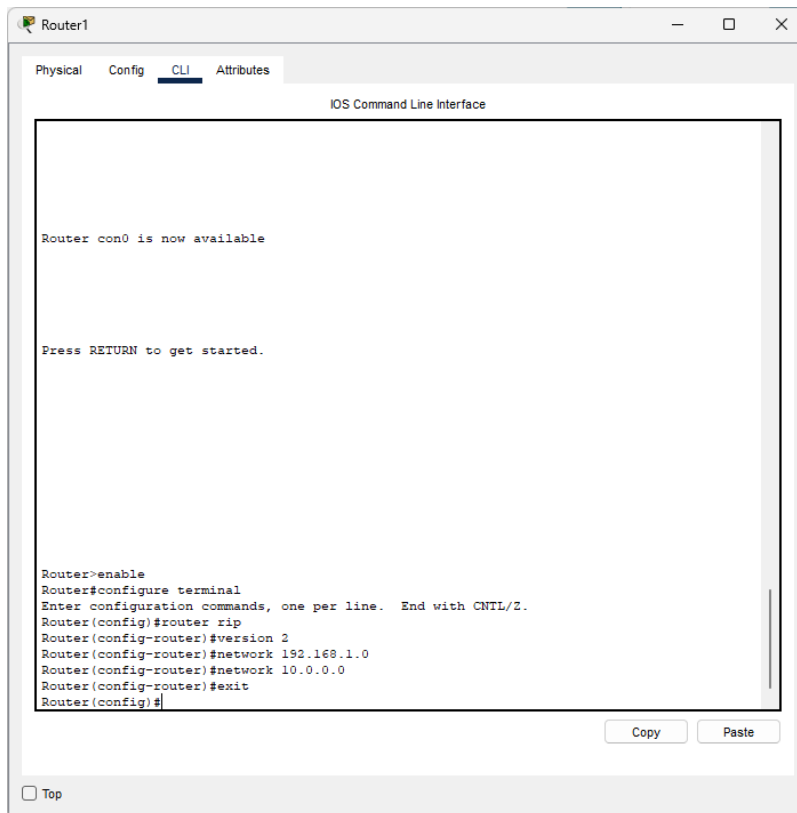 Router1
Physical Config CLI Attributes
IOS Command Line Interface
Router con0 is now available
Press RETURN to get started.
Router>enable
Router#configure terminal
Enter configuration commands, one per line.  End with CNTL/Z.
Router(config)#router rip
Router(config-router)#version 2
Router(config-router)#network 192.168.1.0
Router(config-router)#network 10.0.0.0
Router(config-router)#exit
Router(config)#
Copy Paste
Top